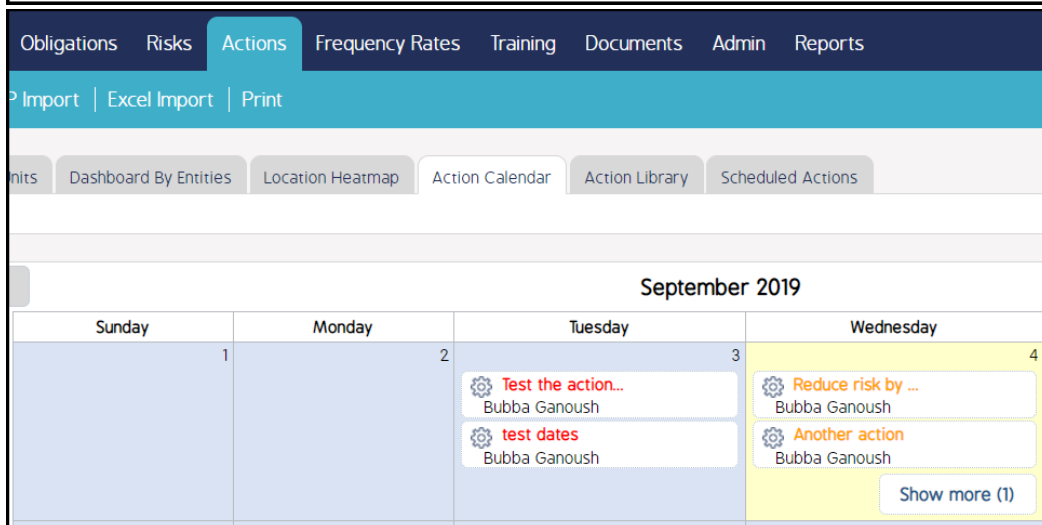 Obligations Risks Actions Frequency Rates Training Documents Admin Reports
P Import | Excel Import | Print
Dashboard By Entities Location Heatmap Action Calendar Action Library Scheduled Actions
September 2019
Sunday Monday Tuesday Wednesday
1 2 3 4
Test the action... Reduce risk by ...
Bubba Ganoush Bubba Ganoush
test dates Another action
Bubba Ganoush Bubba Ganoush
Show more (1)